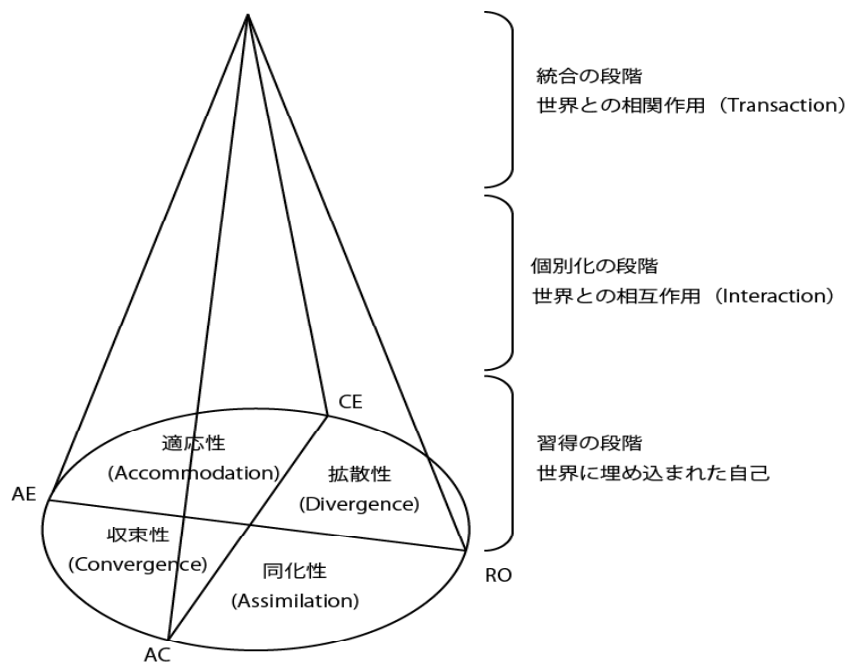 統合の段階
世界との相関作用（Transaction）
個別化の段階
世界との相互作用（Interaction）
CE
適応性
(Accommodation)
拡散性
(Divergence)
習得の段階
世界に埋め込まれた自己
AE
収束性
(Convergence)
同化性
(Assimilation)
RO
AC